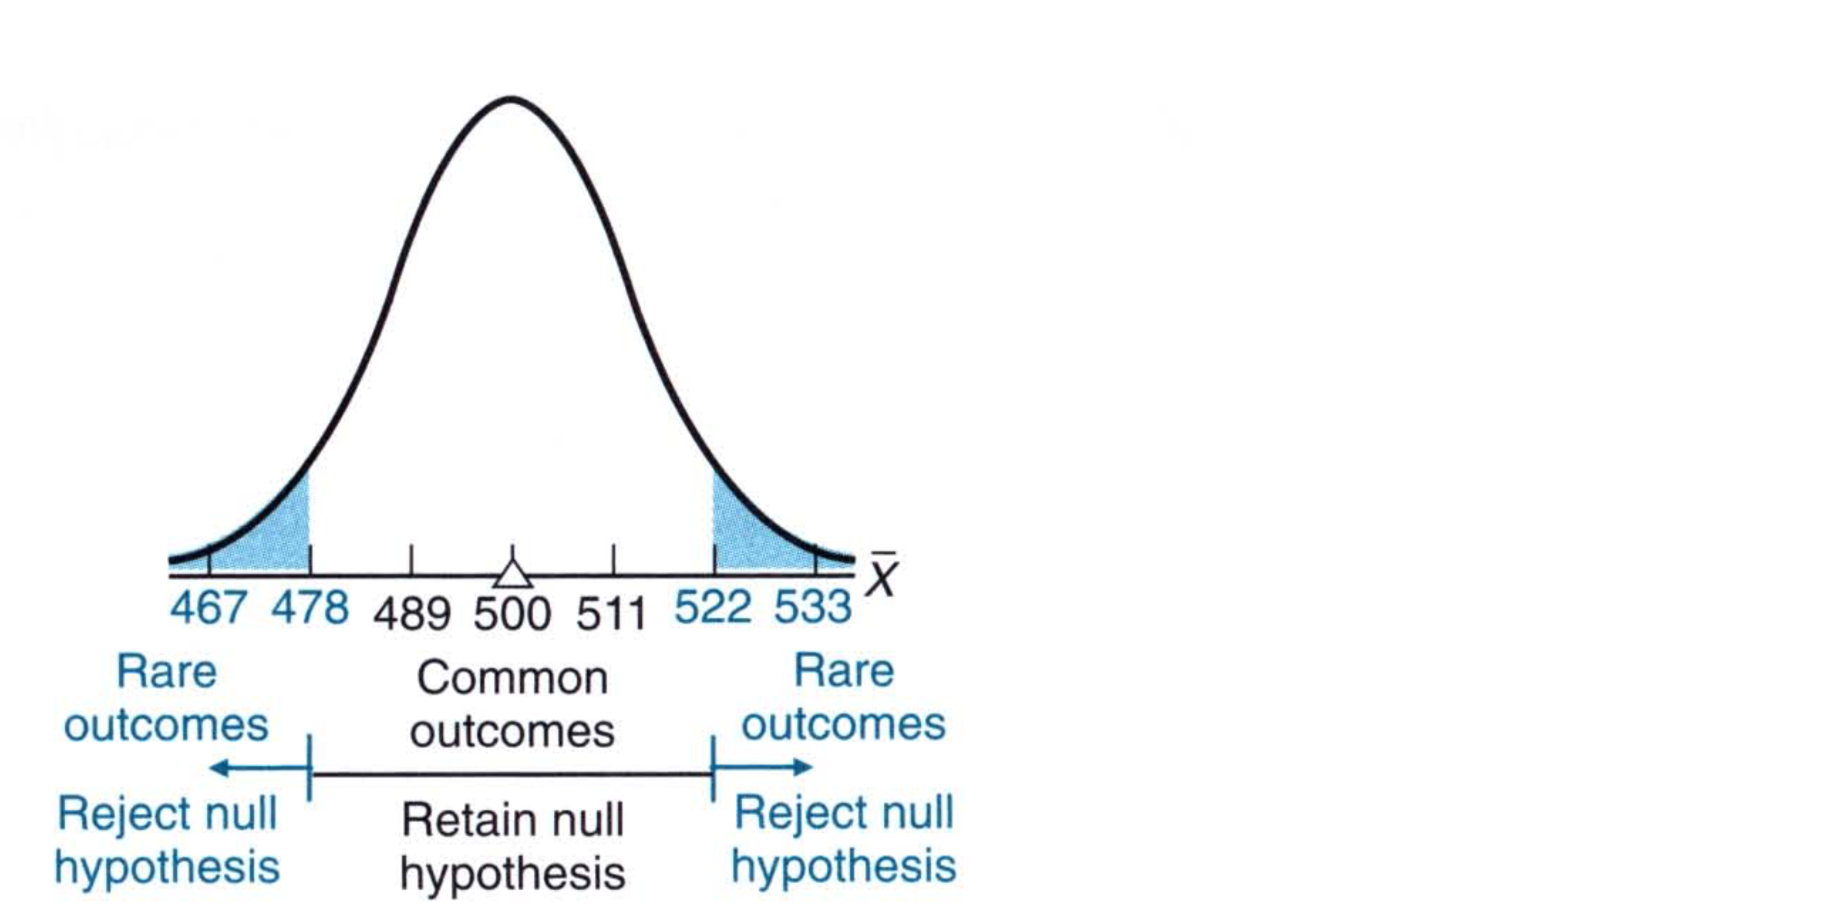 467 478 489 500 511 522 533 X̅
Rare
outcomes
Common
outcomes
Rare
outcomes
Reject null
hypothesis
Retain null
hypothesis
Reject null
hypothesis